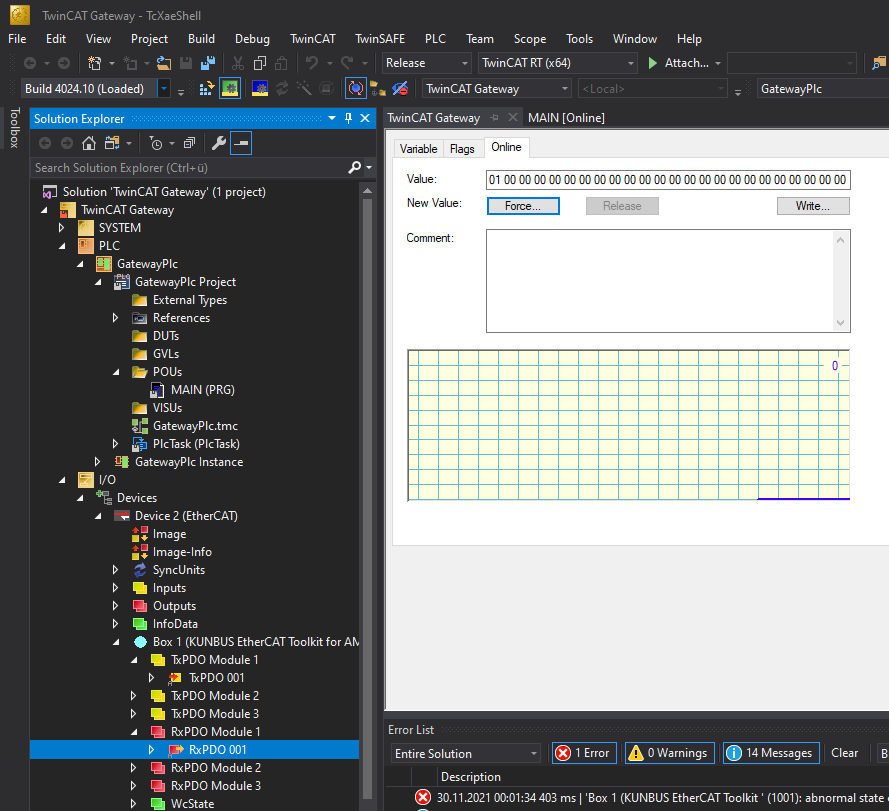 TwinCAT Gateway - TcXaeShell
File Edit View Project Build Debug TwinCAT TwinSAFE PLC Team Scope Tools Window Help
Release TwinCAT RT (x64) Attach...
Build 4024.10 (Loaded) TwinCAT Gateway <Local> GatewayPlc
Toolbox
Solution Explorer
Search Solution Explorer (Ctrl+ü)
Solution 'TwinCAT Gateway' (1 project)
TwinCAT Gateway
SYSTEM
PLC
GatewayPlc
GatewayPlc Project
External Types
References
DUTs
GVLs
POUs
MAIN (PRG)
VISUs
GatewayPlc.tmc
PlcTask (PlcTask)
GatewayPlc Instance
I/O
Devices
Device 2 (EtherCAT)
Image
Image-Info
SyncUnits
Inputs
Outputs
InfoData
Box 1 (KUNBUS EtherCAT Toolkit for AM
TxPDO Module 1
TxPDO 001
TxPDO Module 2
TxPDO Module 3
RxPDO Module 1
RxPDO 001
RxPDO Module 2
RxPDO Module 3
WcState
TwinCAT Gateway MAIN [Online]
Variable Flags Online
Value: 01 00 00 00 00 00 00 00 00 00 00 00 00 00 00 00 00 00 00 00 00 00 00 00
New Value: Force... Release Write...
Comment:
0
Error List
Entire Solution 1 Error 0 Warnings 14 Messages Clear B
Description
30.11.2021 00:01:34 403 ms | 'Box 1 (KUNBUS EtherCAT Toolkit ' (1001): abnormal state